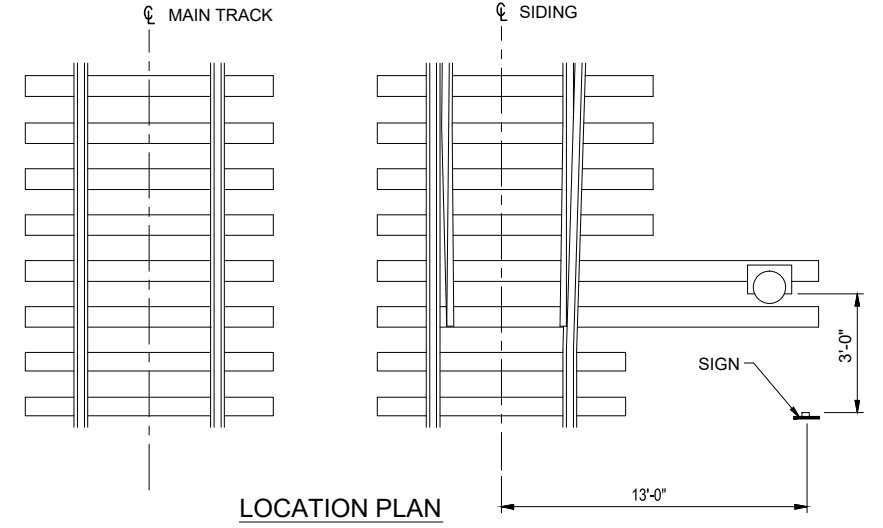 ℄ MAIN TRACK
℄ SIDING
SIGN
3'-0"
13'-0"
LOCATION PLAN